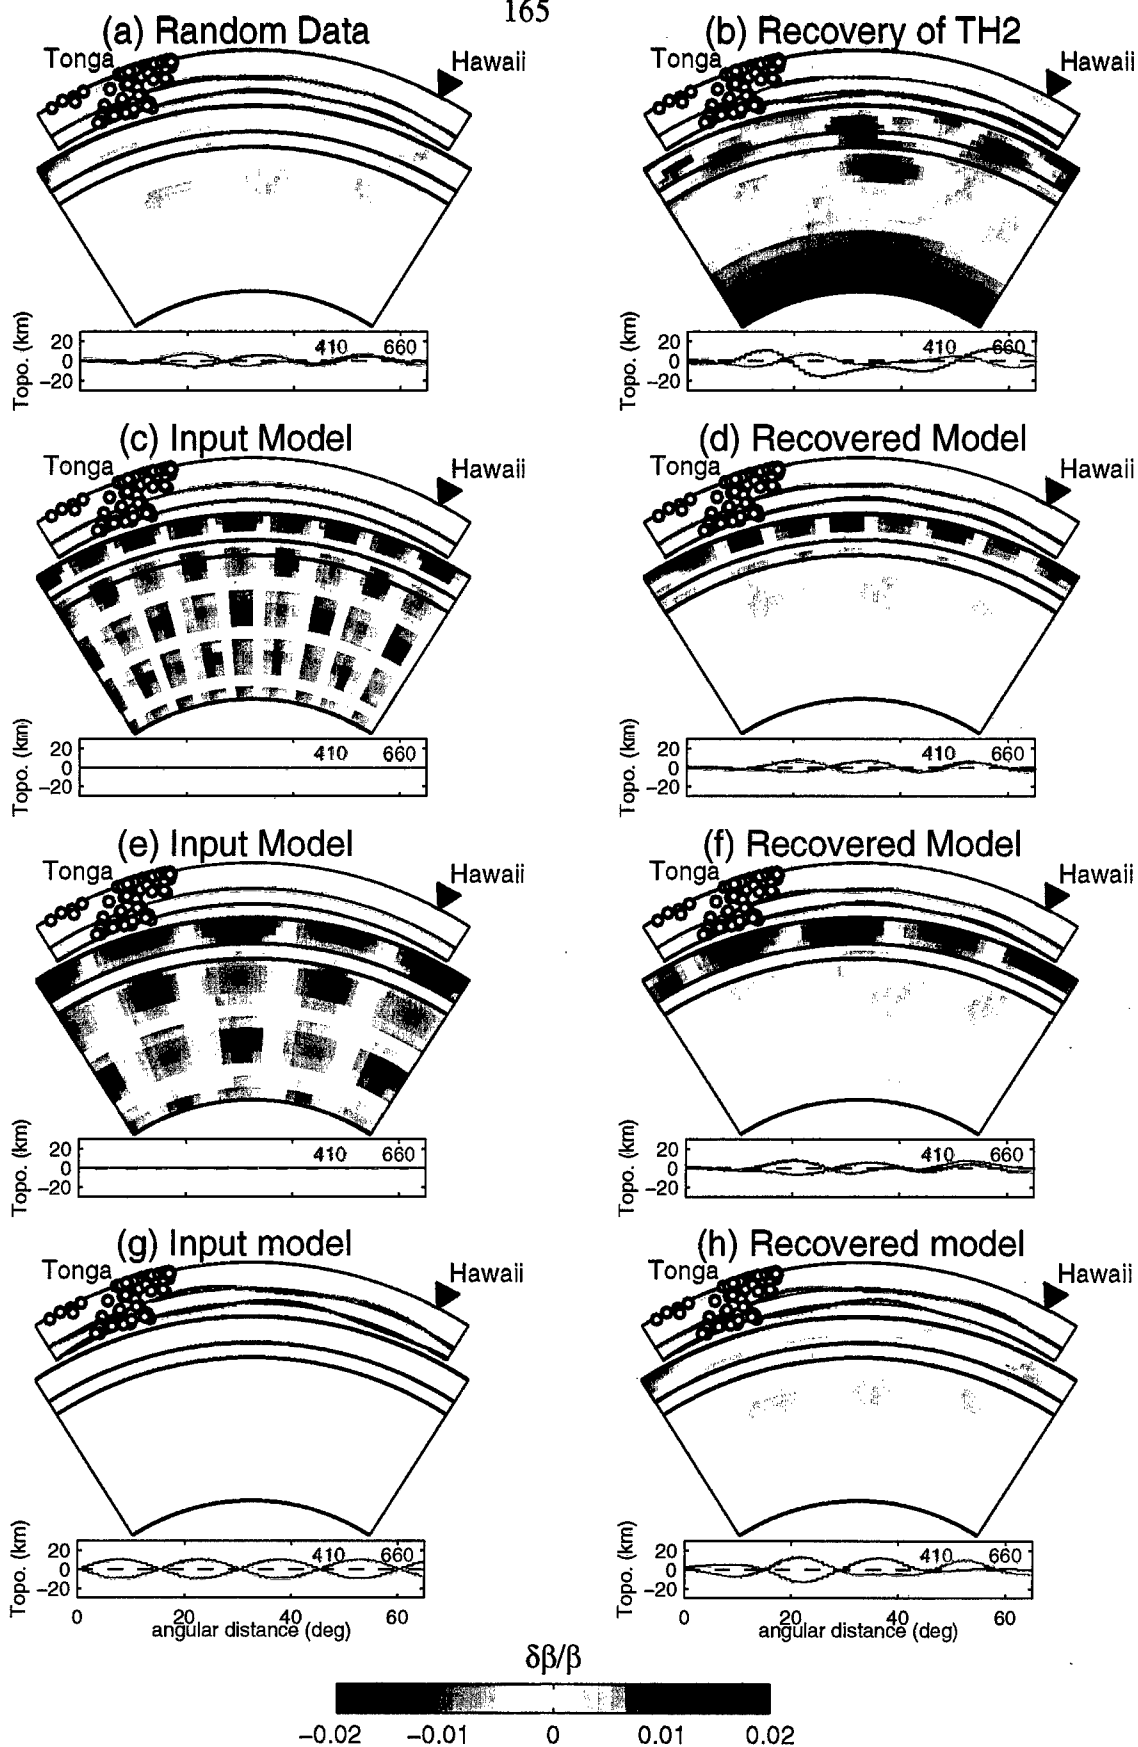 165
(a) Random Data
Tonga
Hawaii
Topo. (km)
20
0
−20
410
660
(b) Recovery of TH2
Tonga
Hawaii
Topo. (km)
20
0
−20
410
660
(c) Input Model
Tonga
Hawaii
Topo. (km)
20
0
−20
410
660
(d) Recovered Model
Tonga
Hawaii
Topo. (km)
20
0
−20
410
660
(e) Input Model
Tonga
Hawaii
Topo. (km)
20
0
−20
410
660
(f) Recovered Model
Tonga
Hawaii
Topo. (km)
20
0
−20
410
660
(g) Input model
Tonga
Hawaii
Topo. (km)
20
0
−20
410
660
0 20 40 60
angular distance (deg)
(h) Recovered model
Tonga
Hawaii
Topo. (km)
20
0
−20
410
660
0 20 40 60
angular distance (deg)
δβ/β
−0.02 −0.01 0 0.01 0.02